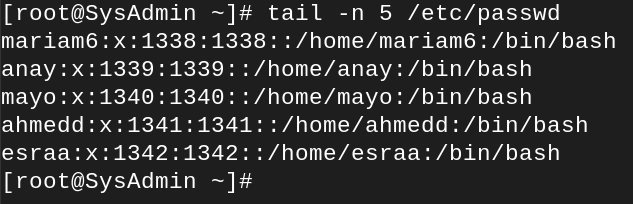 [root@SysAdmin ~]# tail -n 5 /etc/passwd
mariam6:x:1338:1338::/home/mariam6:/bin/bash
anay:x:1339:1339::/home/anay:/bin/bash
mayo:x:1340:1340::/home/mayo:/bin/bash
ahmedd:x:1341:1341::/home/ahmedd:/bin/bash
esraa:x:1342:1342::/home/esraa:/bin/bash
[root@SysAdmin ~]#